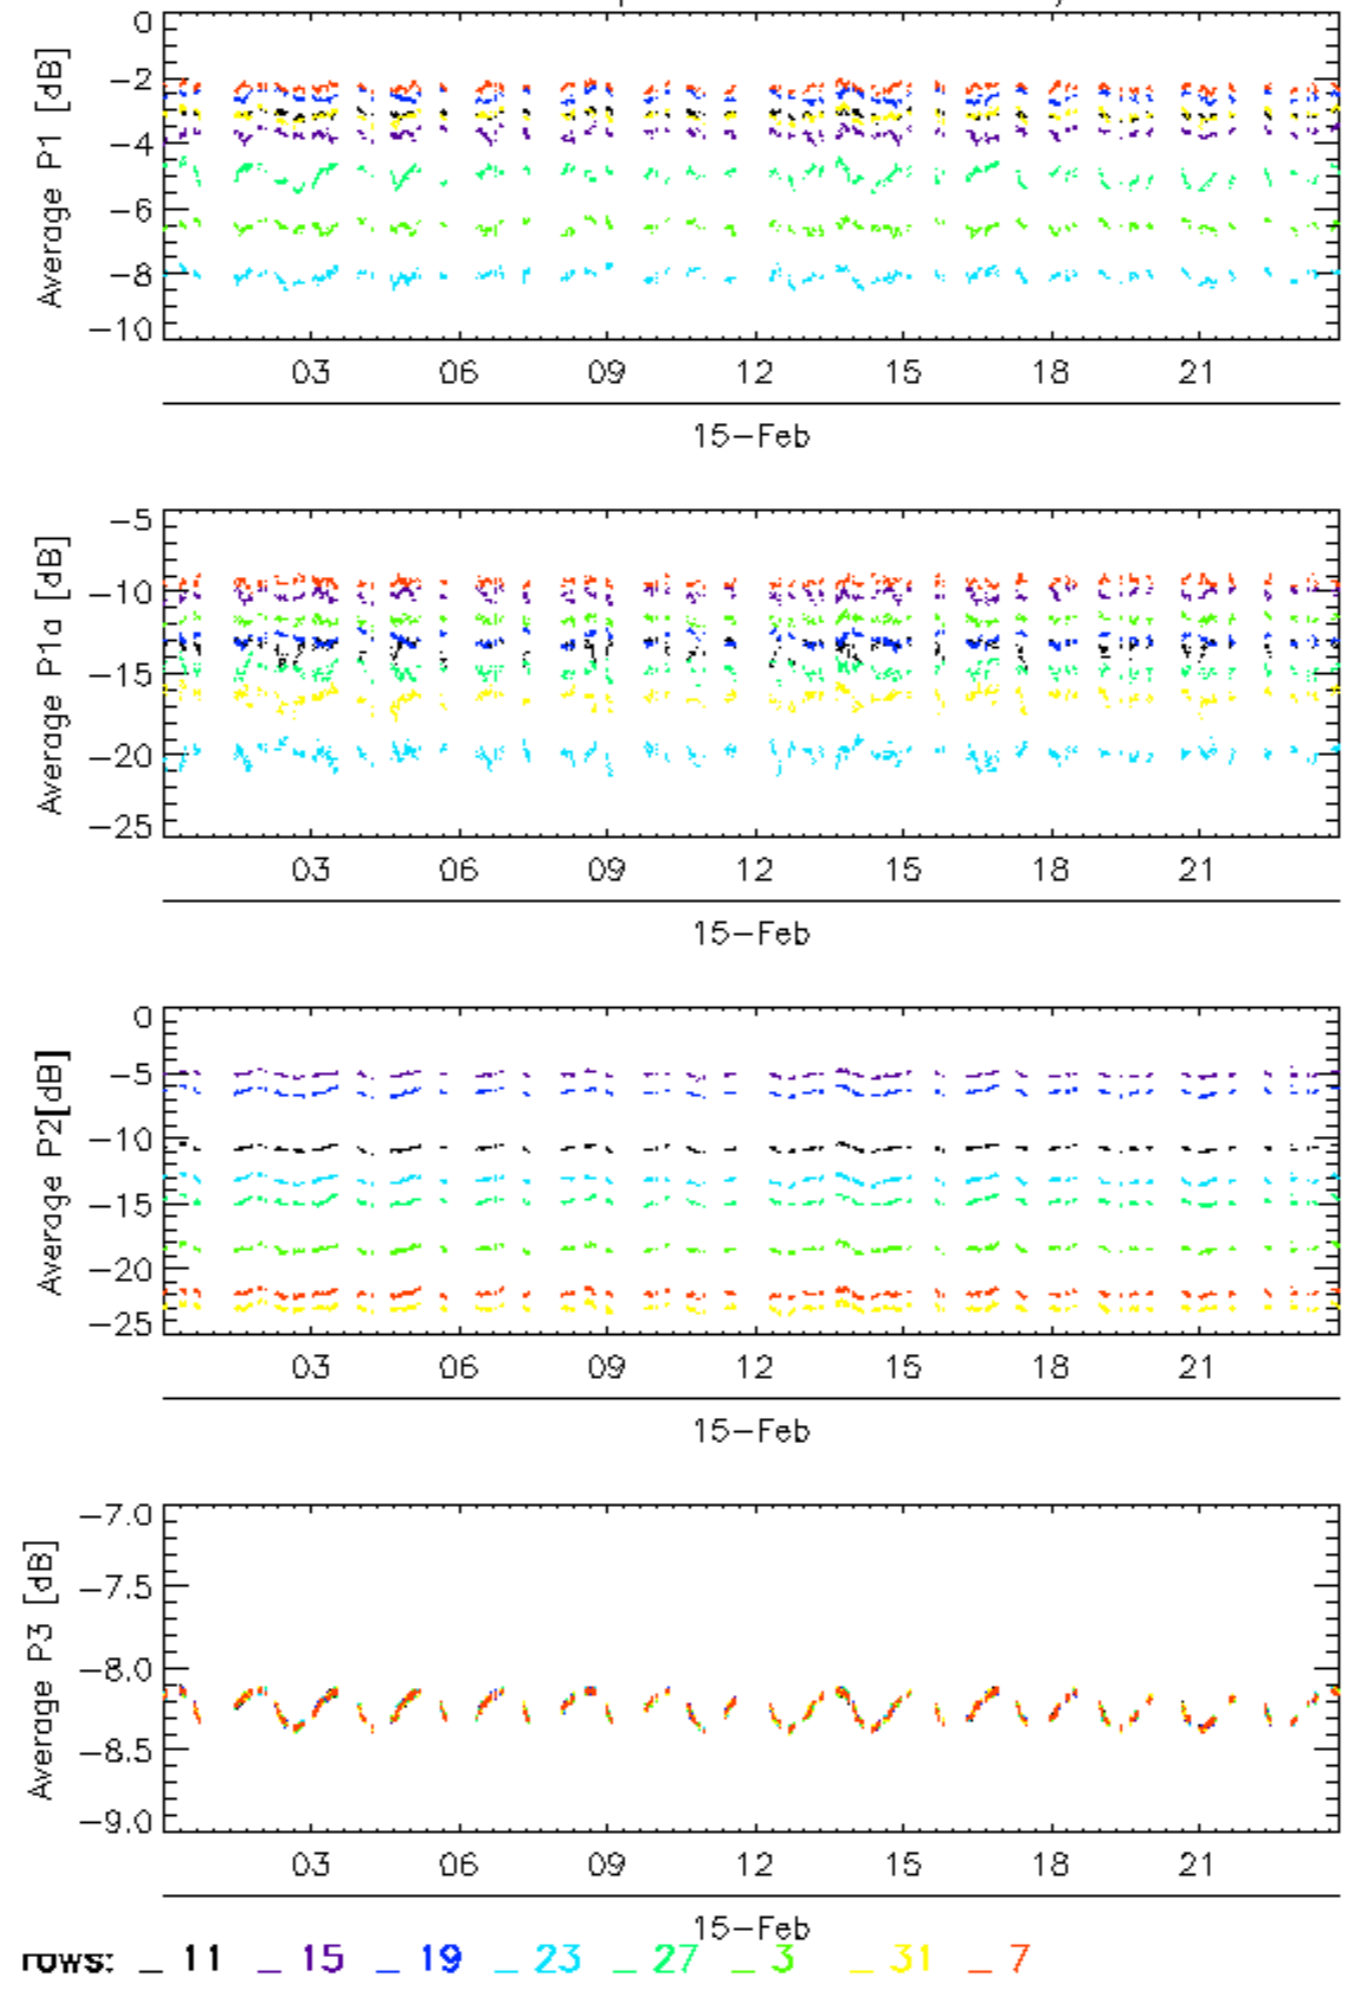 0
−2
−4
−6
−8
−10
Average P1 [dB]
03 06 09 12 15 18 21
15−Feb
−5
−10
−15
−20
−25
Average P1a [dB]
03 06 09 12 15 18 21
15−Feb
0
−5
−10
−15
−20
−25
Average P2[dB]
03 06 09 12 15 18 21
15−Feb
−7.0
−7.5
−8.0
−8.5
−9.0
Average P3 [dB]
03 06 09 12 15 18 21
15−Feb
rows: _ 11 _ 15 _ 19 _ 23 _ 27 _ 3 _ 31 _ 7